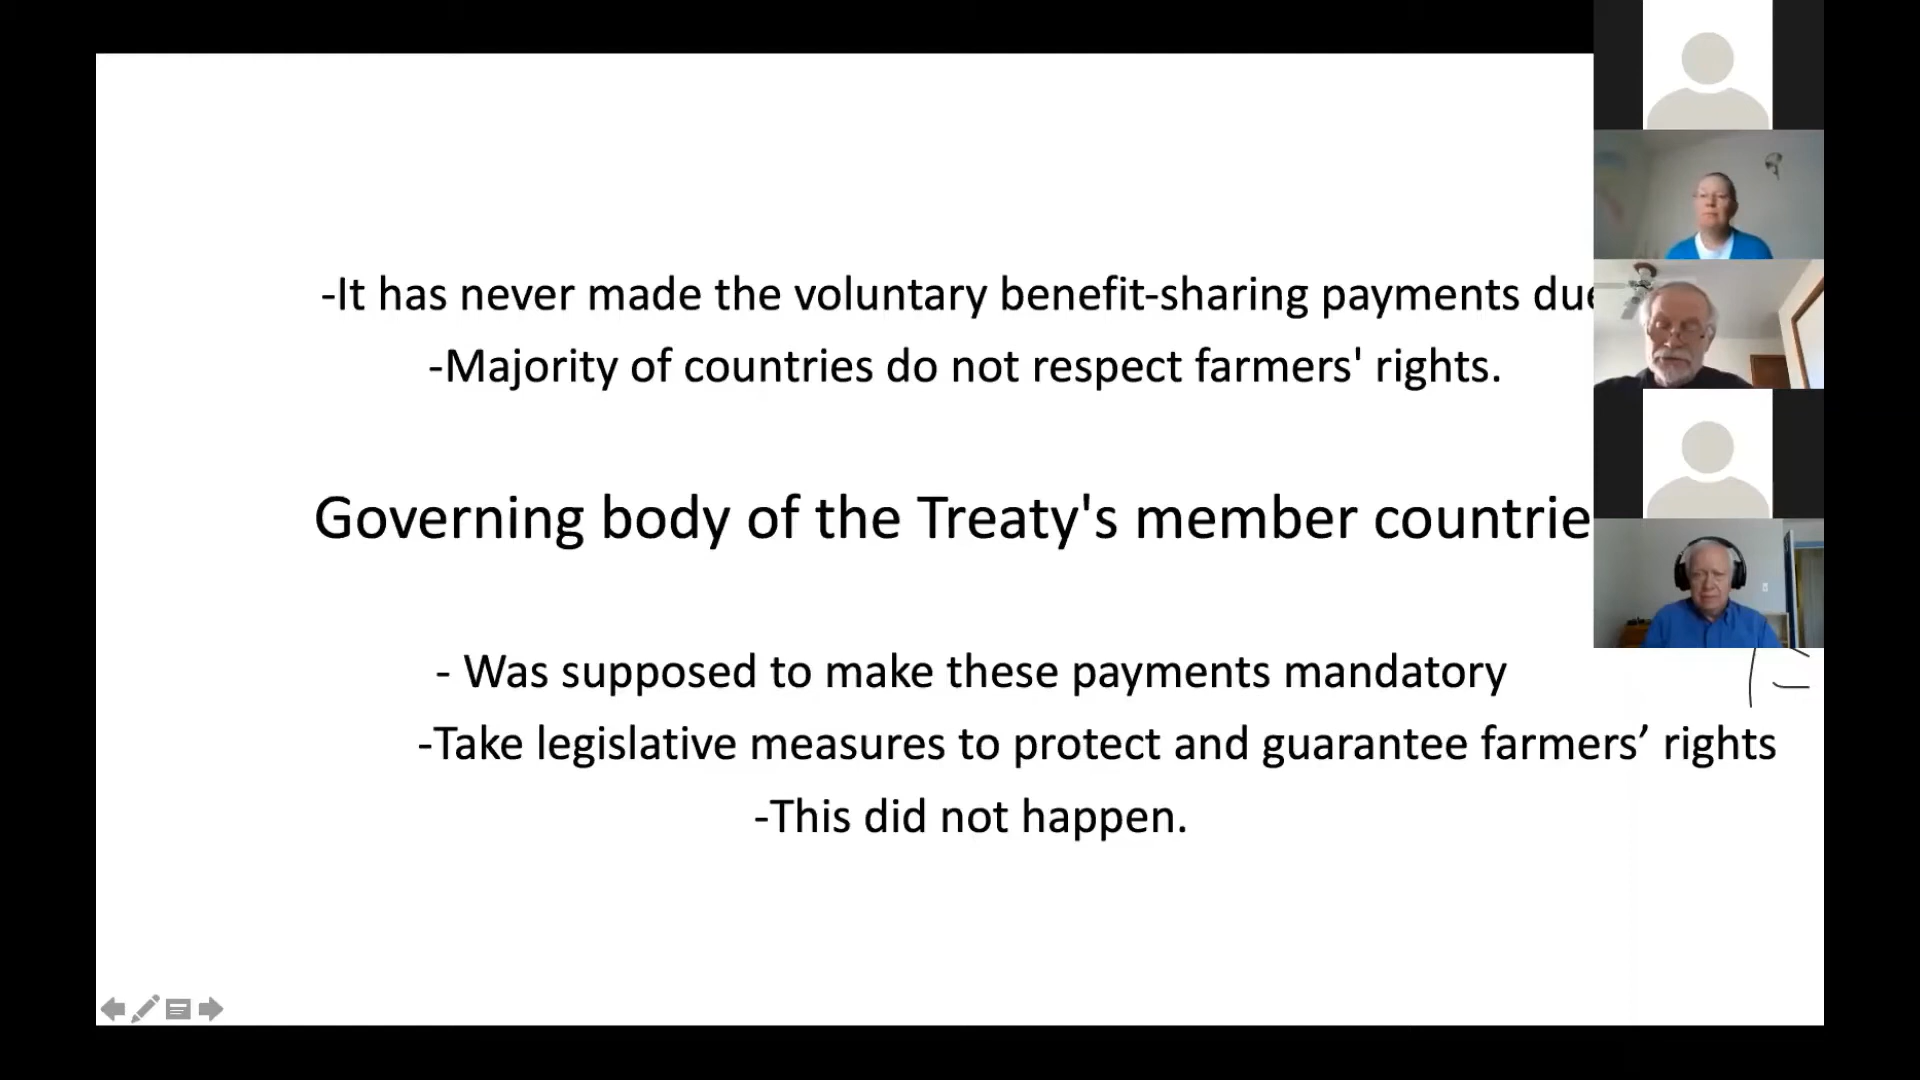 -It has never made the voluntary benefit-sharing payments due
-Majority of countries do not respect farmers' rights.
Governing body of the Treaty's member countrie
- Was supposed to make these payments mandatory
-Take legislative measures to protect and guarantee farmers’ rights
-This did not happen.